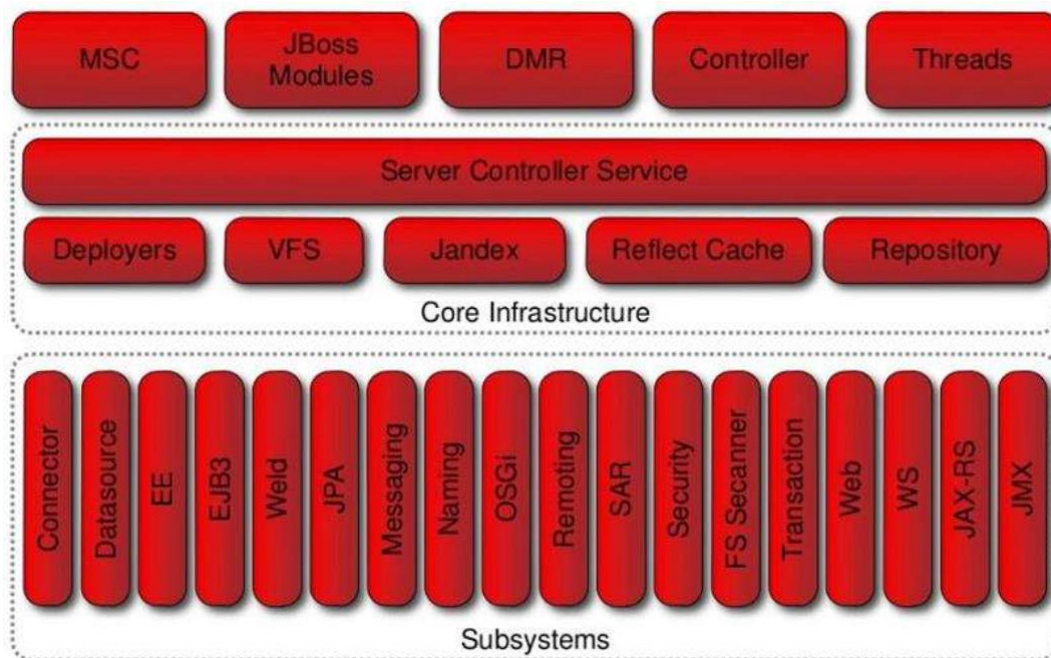 MSC
JBoss
Modules
DMR
Controller
Threads
Server Controller Service
Deployers
VFS
Jandex
Reflect Cache
Repository
Core Infrastructure
Connector
Datasource
EE
EJB3
Weld
JPA
Messaging
Naming
OSGi
Remoting
SAR
Security
FS Secanner
Transaction
Web
WS
JAX-RS
JMX
Subsystems